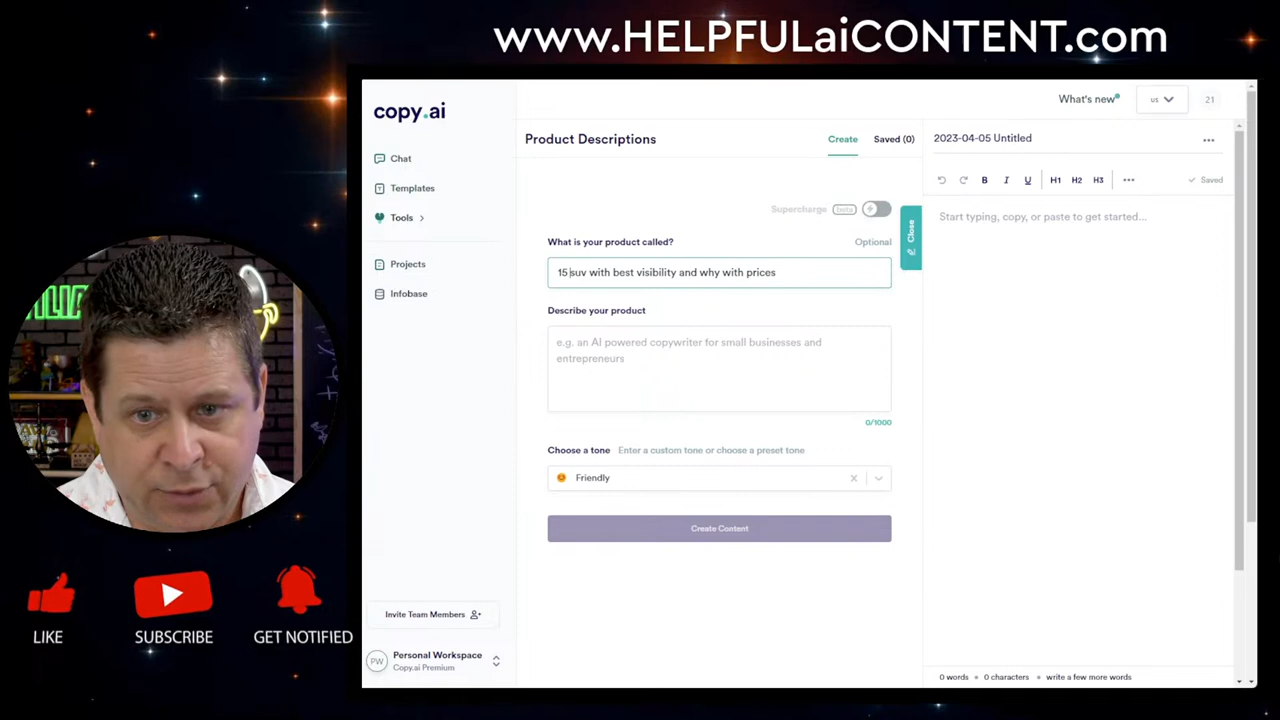 www.HELPFULaiCONTENT.com
copy.ai
What's new
us
21
Chat
Templates
Tools
Projects
Infobase
Product Descriptions
Create
Saved (0)
Supercharge beta
What is your product called?
Optional
15 suv with best visibility and why with prices
Describe your product
e.g. an AI powered copywriter for small businesses and
entrepreneurs
0/1000
Choose a tone
Enter a custom tone or choose a preset tone
Friendly
Create Content
Close
2023-04-05 Untitled
B I U H1 H2 H3
Saved
Start typing, copy, or paste to get started...
0 words • 0 characters • write a few more words
Invite Team Members
PW
Personal Workspace
Copy.ai Premium
LIKE
SUBSCRIBE
GET NOTIFIED